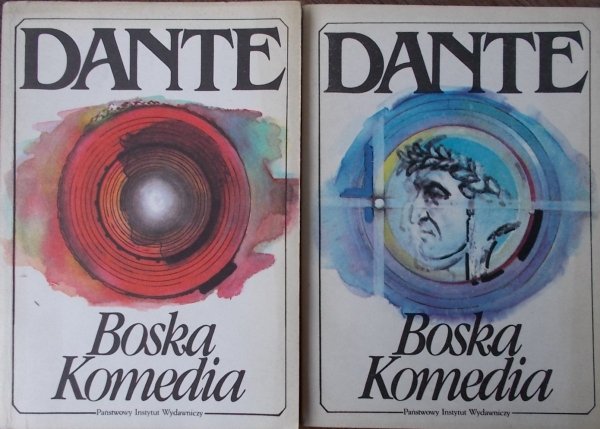 DANTE
Boska
Komedia
Państwowy Instytut Wydawniczy
DANTE
Boska
Komedia
Państwowy Instytut Wydawniczy